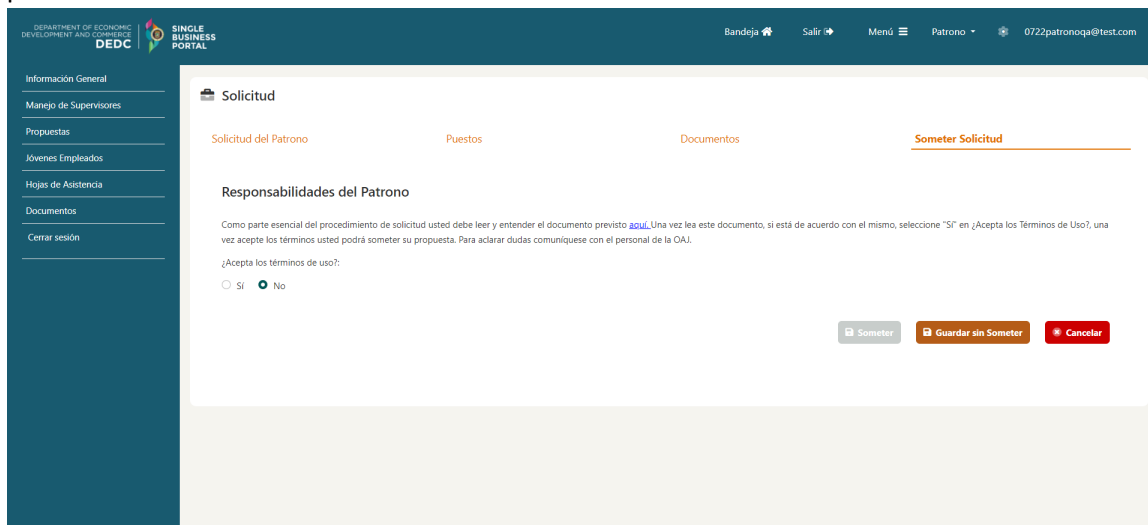 DEPARTMENT OF ECONOMIC
DEVELOPMENT AND COMMERCE
DEDC
SINGLE
BUSINESS
PORTAL
Bandeja Salir Menú Patrono 0722patronoqa@test.com
Información General
Manejo de Supervisores
Propuestas
Jóvenes Empleados
Hojas de Asistencia
Documentos
Cerrar sesión
Solicitud
Solicitud del Patrono Puestos Documentos Someter Solicitud
Responsabilidades del Patrono
Como parte esencial del procedimiento de solicitud usted debe leer y entender el documento previsto aquí. Una vez lea este documento, si está de acuerdo con el mismo, seleccione "Sí" en ¿Acepta los Términos de Uso?, una
vez acepte los términos usted podrá someter su propuesta. Para aclarar dudas comuníquese con el personal de la OAJ.
¿Acepta los términos de uso?:
Sí No
Someter Guardar sin Someter Cancelar